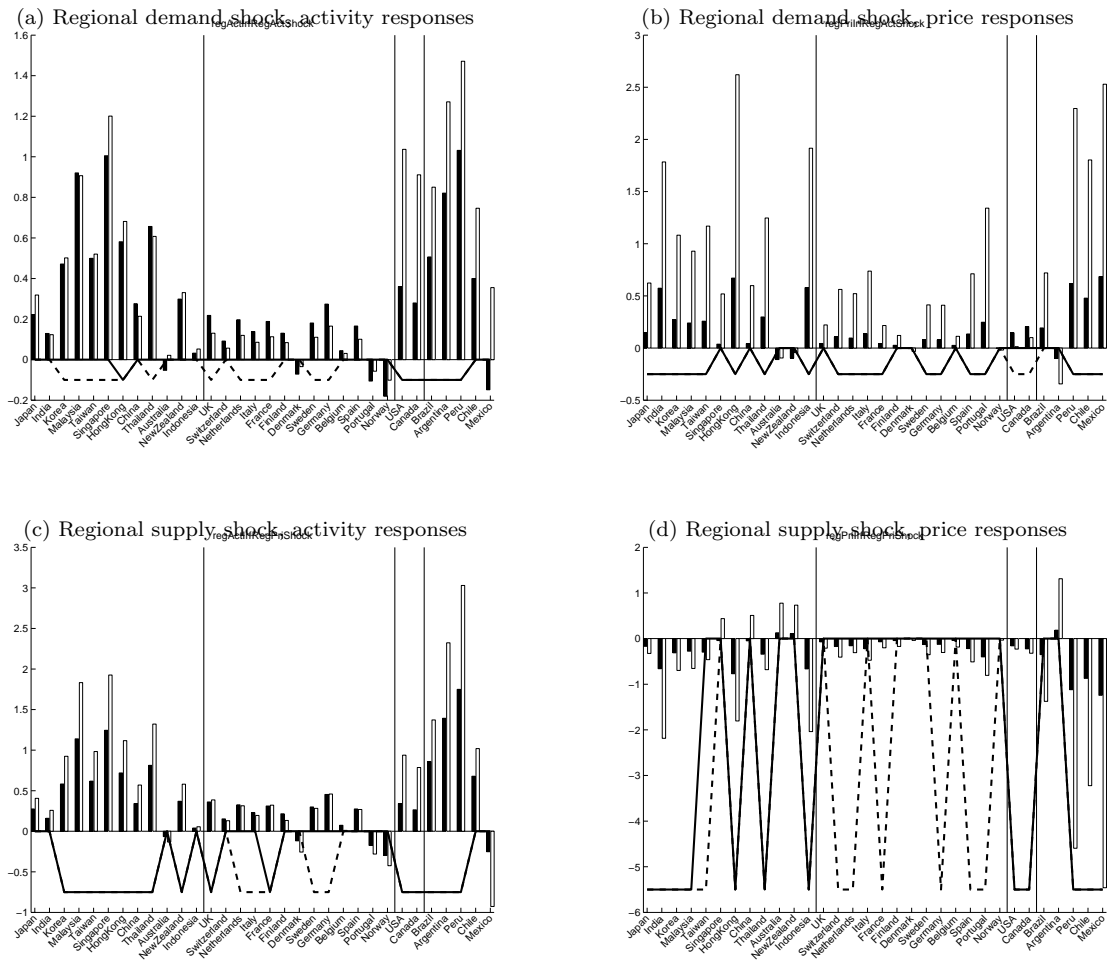 (a) Regional demand shock, activity responses
regActInRegActShock
1.6
1.4
1.2
1
0.8
0.6
0.4
0.2
0
−0.2
Japan
India
Korea
Malaysia
Taiwan
Singapore
HongKong
China
Thailand
Australia
NewZealand
Indonesia
UK
Switzerland
Netherlands
Italy
France
Finland
Denmark
Sweden
Germany
Belgium
Spain
Portugal
Norway
USA
Canada
Brazil
Argentina
Peru
Chile
Mexico
(b) Regional demand shock, price responses
regPriInRegActShock
3
2.5
2
1.5
1
0.5
0
−0.5
Japan
India
Korea
Malaysia
Taiwan
Singapore
HongKong
China
Thailand
Australia
NewZealand
Indonesia
UK
Switzerland
Netherlands
Italy
France
Finland
Denmark
Sweden
Germany
Belgium
Spain
Portugal
Norway
USA
Canada
Brazil
Argentina
Peru
Chile
Mexico
(c) Regional supply shock, activity responses
regActInRegPriShock
3.5
3
2.5
2
1.5
1
0.5
0
−0.5
−1
Japan
India
Korea
Malaysia
Taiwan
Singapore
HongKong
China
Thailand
Australia
NewZealand
Indonesia
UK
Switzerland
Netherlands
Italy
France
Finland
Denmark
Sweden
Germany
Belgium
Spain
Portugal
Norway
USA
Canada
Brazil
Argentina
Peru
Chile
Mexico
(d) Regional supply shock, price responses
regPriInRegPriShock
2
1
0
−1
−2
−3
−4
−5
−6
Japan
India
Korea
Malaysia
Taiwan
Singapore
HongKong
China
Thailand
Australia
NewZealand
Indonesia
UK
Switzerland
Netherlands
Italy
France
Finland
Denmark
Sweden
Germany
Belgium
Spain
Portugal
Norway
USA
Canada
Brazil
Argentina
Peru
Chile
Mexico